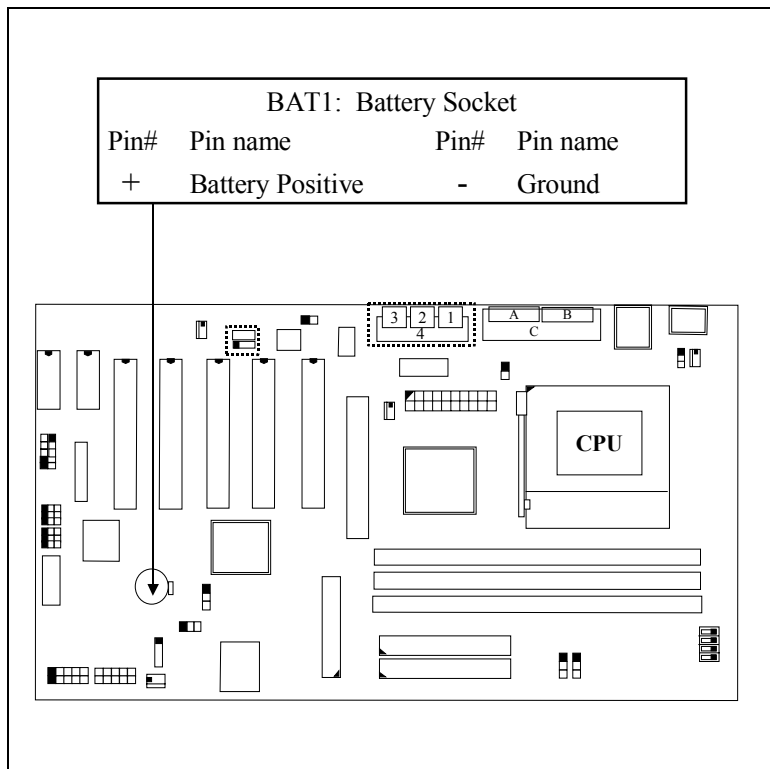 BAT1: Battery Socket
Pin# Pin name Pin# Pin name
+ Battery Positive - Ground
3 2 1 A B
4 C
CPU